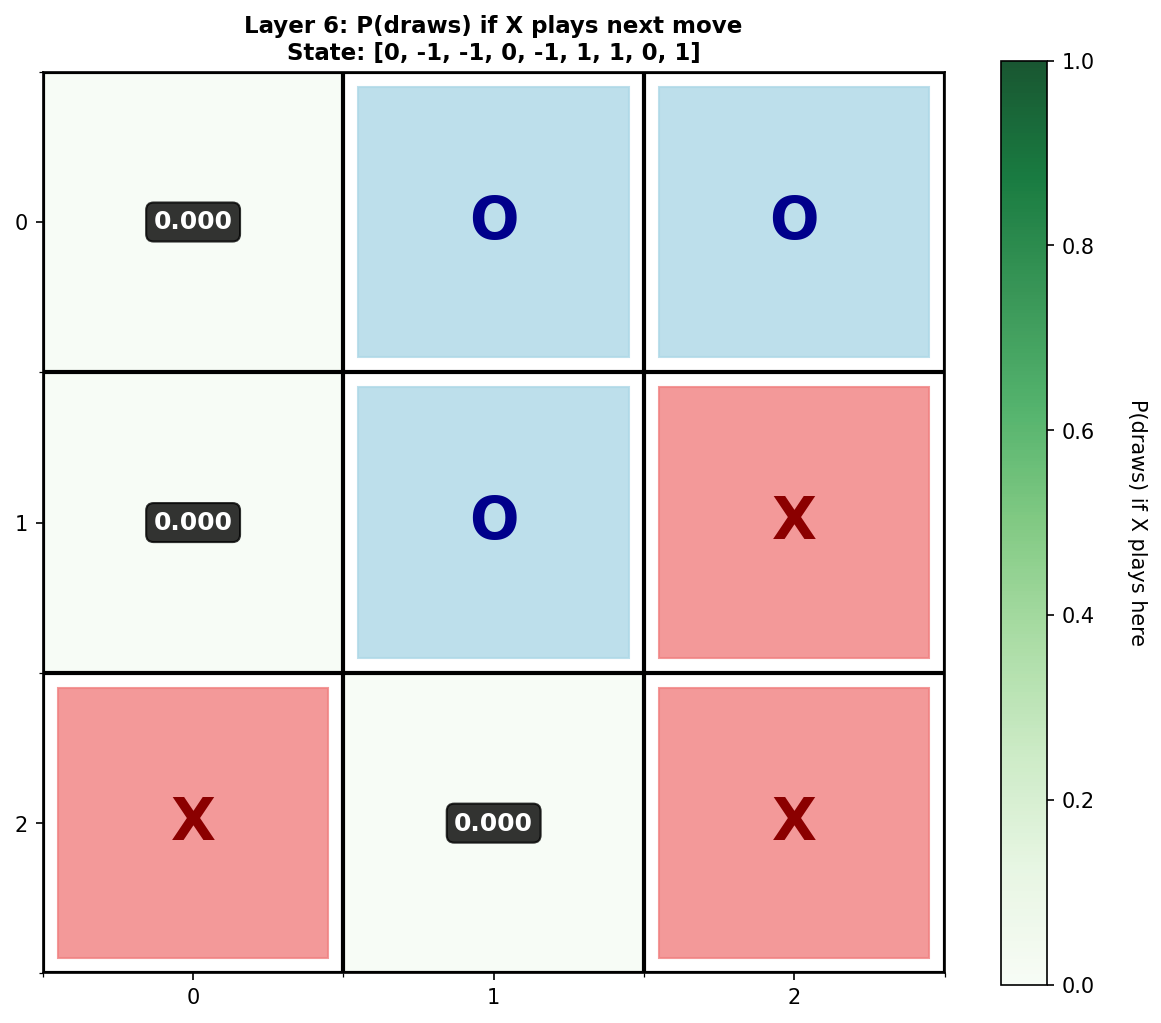 Layer 6: P(draws) if X plays next move
State: [0, -1, -1, 0, -1, 1, 1, 0, 1]
0
0.000
O
O
1
0.000
O
X
2
X
0.000
X
0
1
2
1.0
0.8
0.6
0.4
0.2
0.0
P(draws) if X plays here